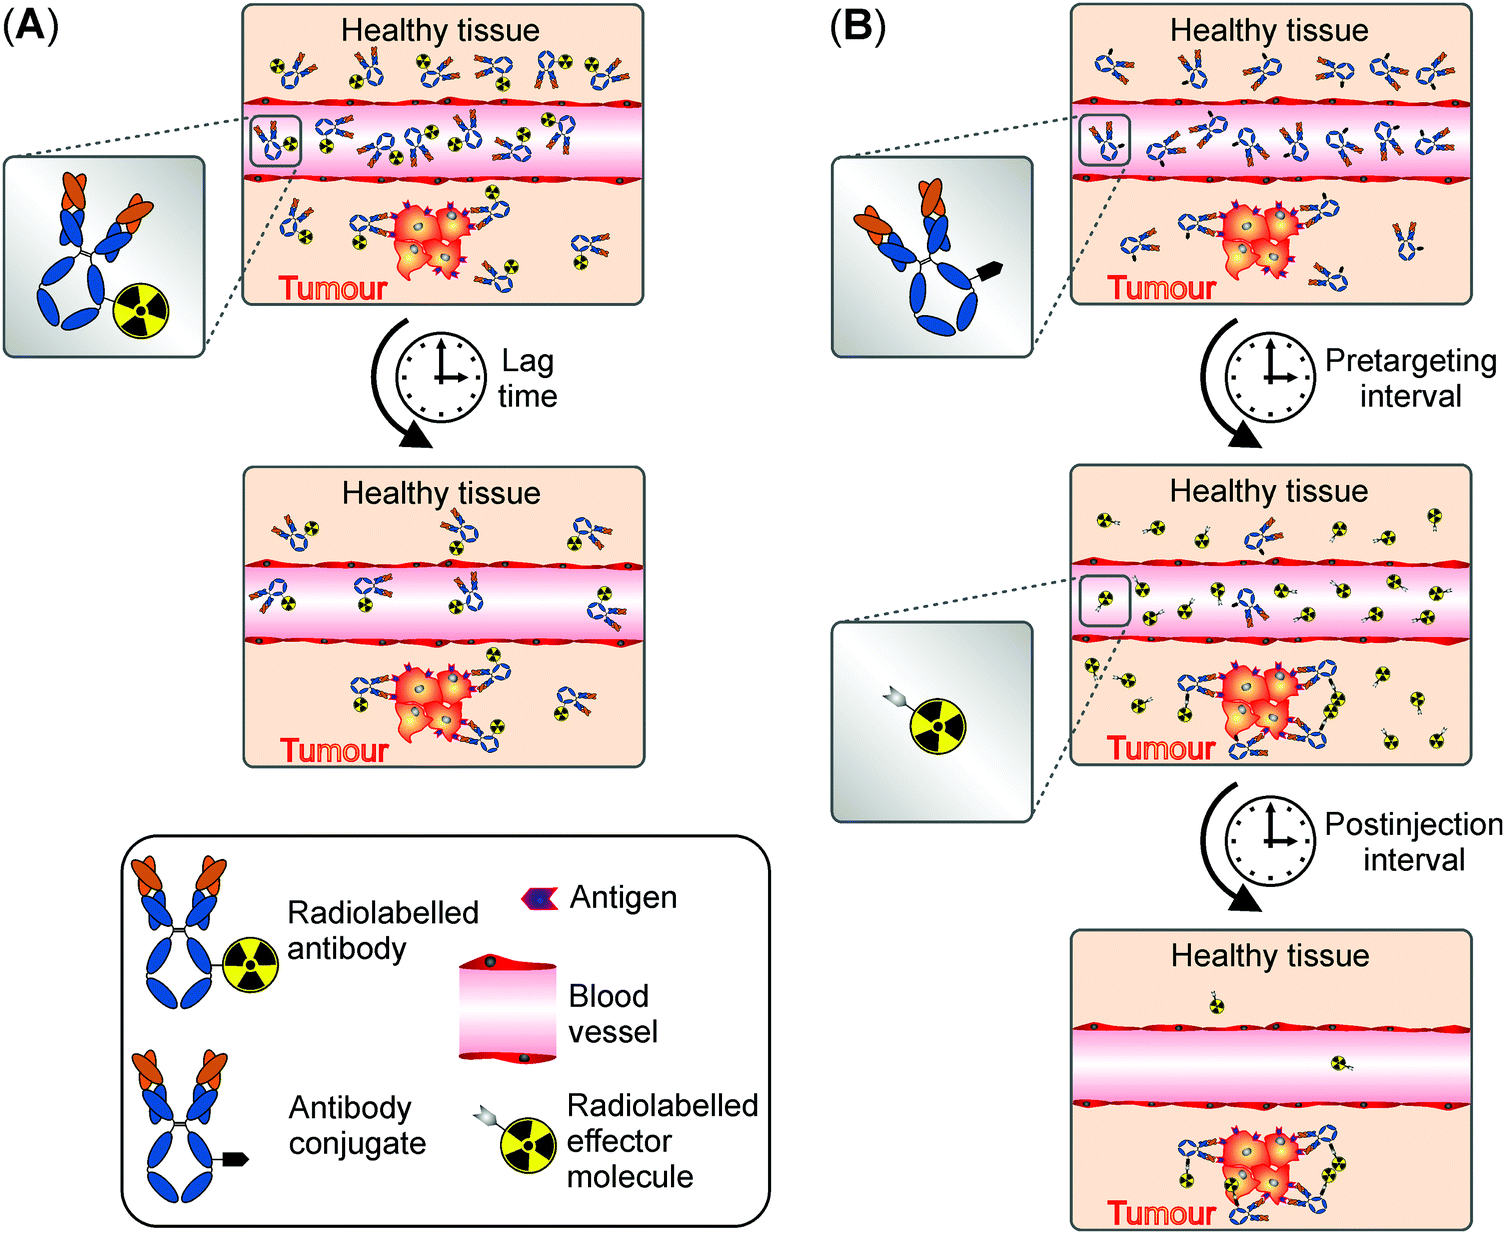 (A)
Healthy tissue
Tumour
Lag
time
Healthy tissue
Tumour
Radiolabelled
antibody
Antibody
conjugate
Antigen
Blood
vessel
Radiolabelled
effector
molecule
(B)
Healthy tissue
Tumour
Pretargeting
interval
Healthy tissue
Tumour
Postinjection
interval
Healthy tissue
Tumour